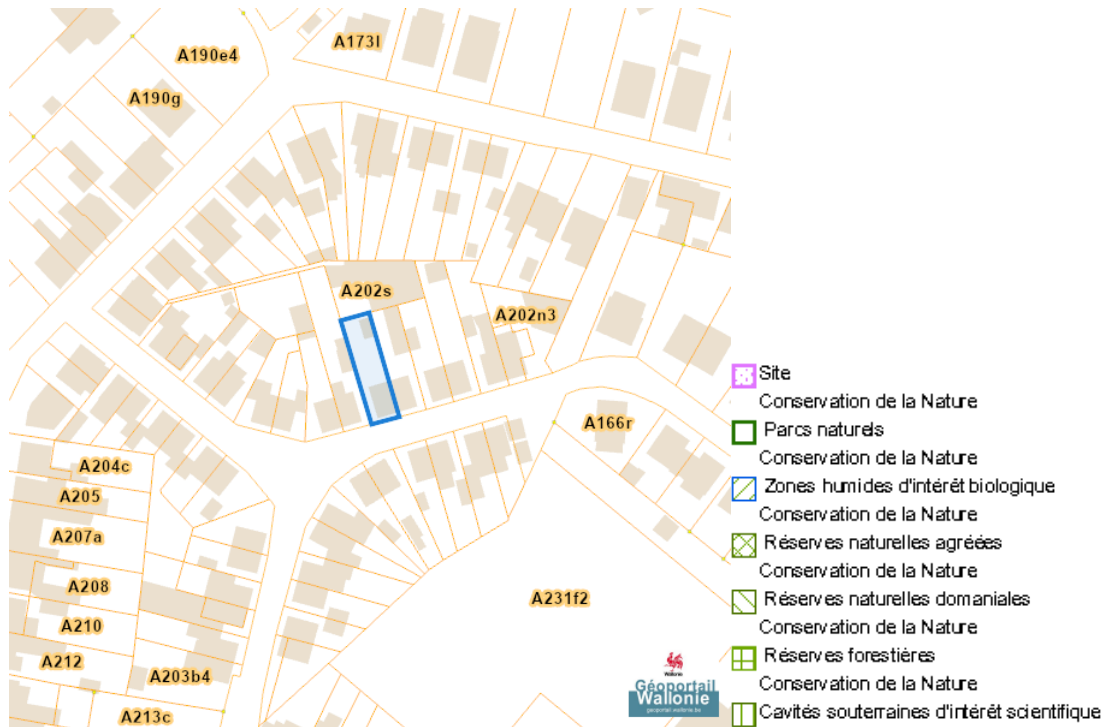 A190e4
A173l
A190g
A202s
A202n3
A166r
A204c
A205
A207a
A208
A231f2
A210
A212
A203b4
A213c
Wallonie
Géoportail
Wallonie
geoportail.wallonie.be
Site
Conservation de la Nature
Parcs naturels
Conservation de la Nature
Zones humides d'intérêt biologique
Conservation de la Nature
Réserves naturelles agréées
Conservation de la Nature
Réserves naturelles domaniales
Conservation de la Nature
Réserves forestières
Conservation de la Nature
Cavités souterraines d'intérêt scientifique